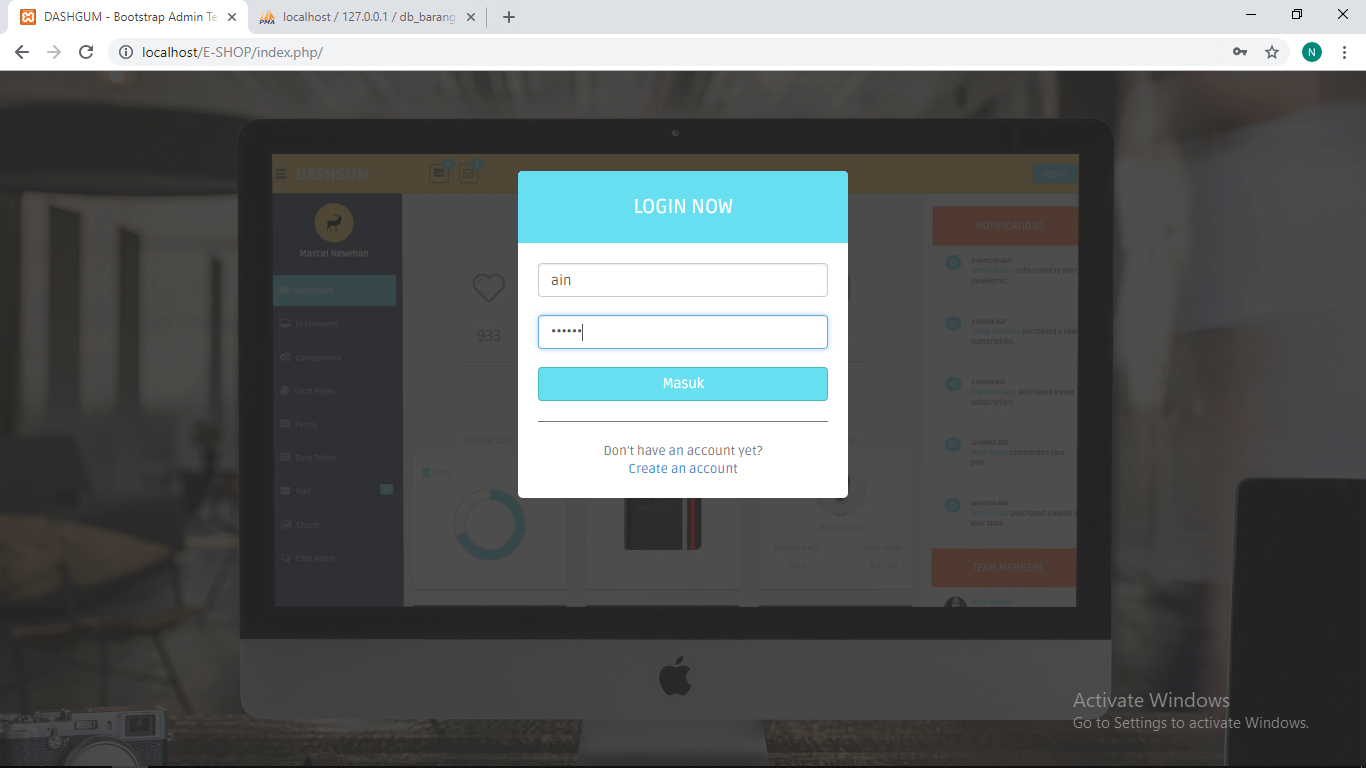 DASHGUM - Bootstrap Admin Te
localhost / 127.0.0.1 / db_barang
localhost/E-SHOP/index.php/
N
DASHGUM
LOGIN NOW
NOTIFICATIONS
Marcel Newman
ain
••••••
Dashboard
UI Elements
933
Components
Masuk
Extra Pages
Forms
Don't have an account yet?
Create an account
Data Tables
Mail
Charts
Chat Room
TEAM MEMBERS
Activate Windows
Go to Settings to activate Windows.